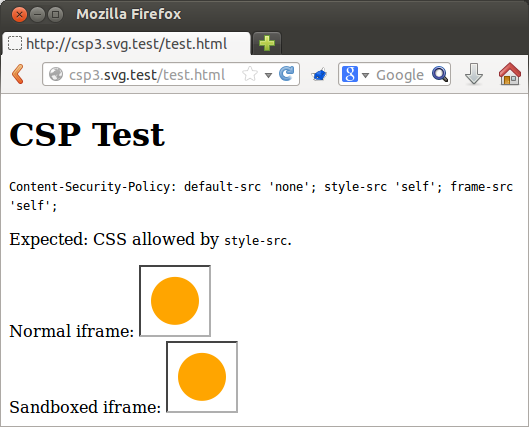 Mozilla Firefox
http://csp3.svg.test/test.html
csp3.svg.test/test.html
Google
CSP Test
Content-Security-Policy: default-src 'none'; style-src 'self'; frame-src
'self';
Expected: CSS allowed by style-src.
Normal iframe:
Sandboxed iframe: